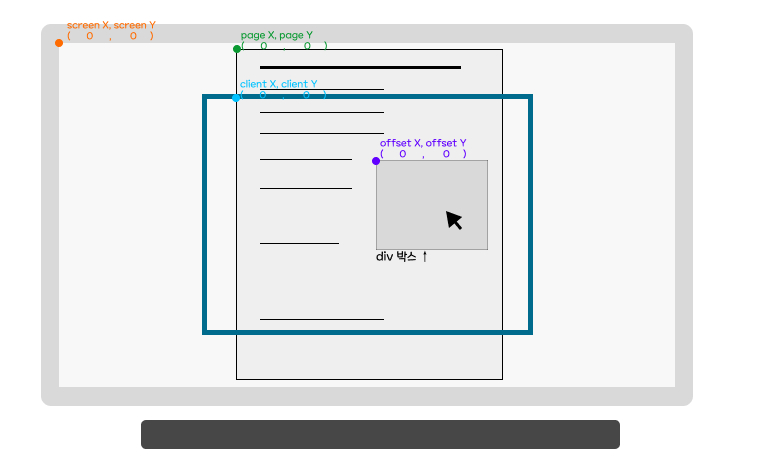 screen X, screen Y
( 0 , 0 )
page X, page Y
( 0 , 0 )
client X, client Y
( 0 , 0 )
offset X, offset Y
( 0 , 0 )
div 박스 ↑